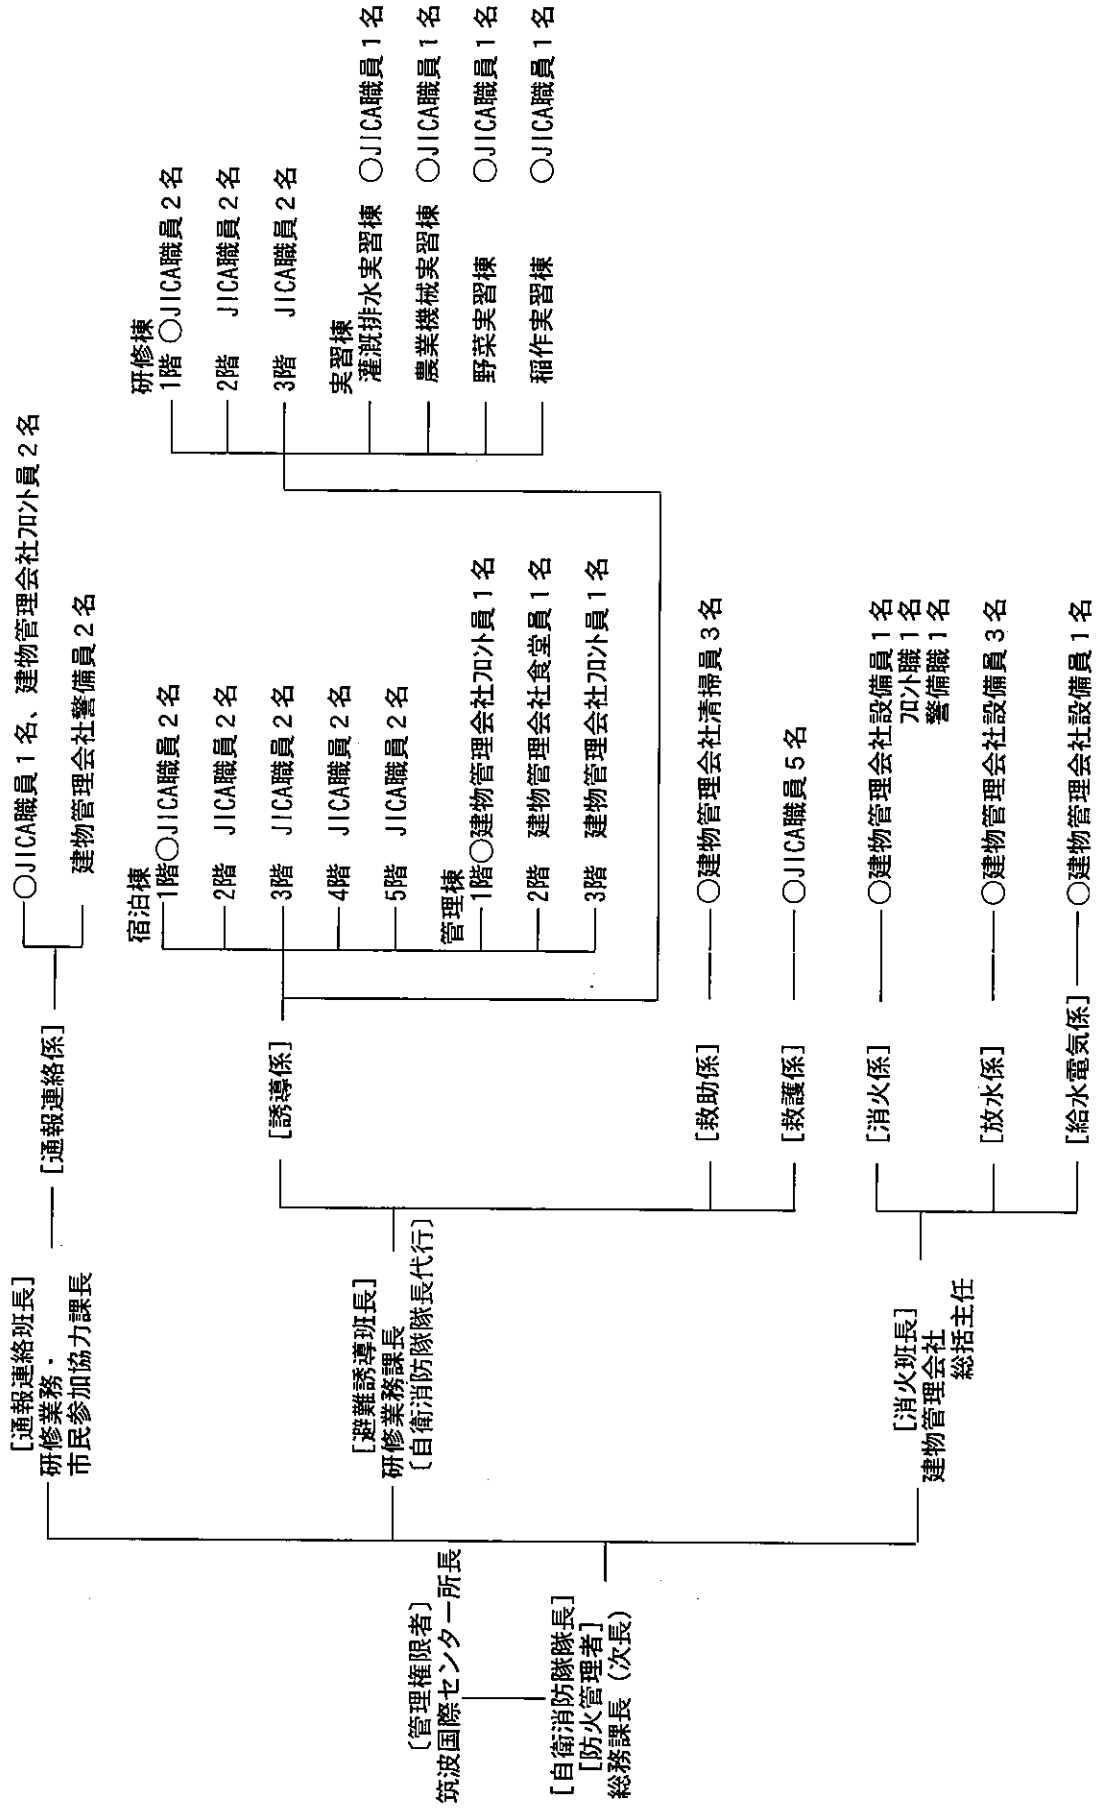 [管理権限者]
筑波国際センター所長
[自衛消防隊隊長]
[防火管理者]
総務課長（次長）
[通報連絡班長]
研修業務・
市民参加協力課長
[通報連絡係]
○JICA職員１名、建物管理会社フロント員２名
建物管理会社警備員２名
[避難誘導班長]
研修業務課長
[自衛消防隊隊長代行]
[誘導係]
宿泊棟
1階○JICA職員２名
2階 JICA職員２名
3階 JICA職員２名
4階 JICA職員２名
5階 JICA職員２名
管理棟
1階○建物管理会社フロント員１名
2階 建物管理会社食堂員１名
3階 建物管理会社フロント員１名
研修棟
1階 ○JICA職員２名
2階 JICA職員２名
3階 JICA職員２名
実習棟
灌漑排水実習棟 ○JICA職員１名
農業機械実習棟 ○JICA職員１名
野菜実習棟 ○JICA職員１名
稲作実習棟 ○JICA職員１名
[救助係]
○建物管理会社清掃員３名
[救護係]
○JICA職員５名
[消火班長]
建物管理会社
総括主任
[消火係]
○建物管理会社設備員１名
フロント職１名
警備職１名
[放水係]
○建物管理会社設備員３名
[給水電気係]
○建物管理会社設備員１名